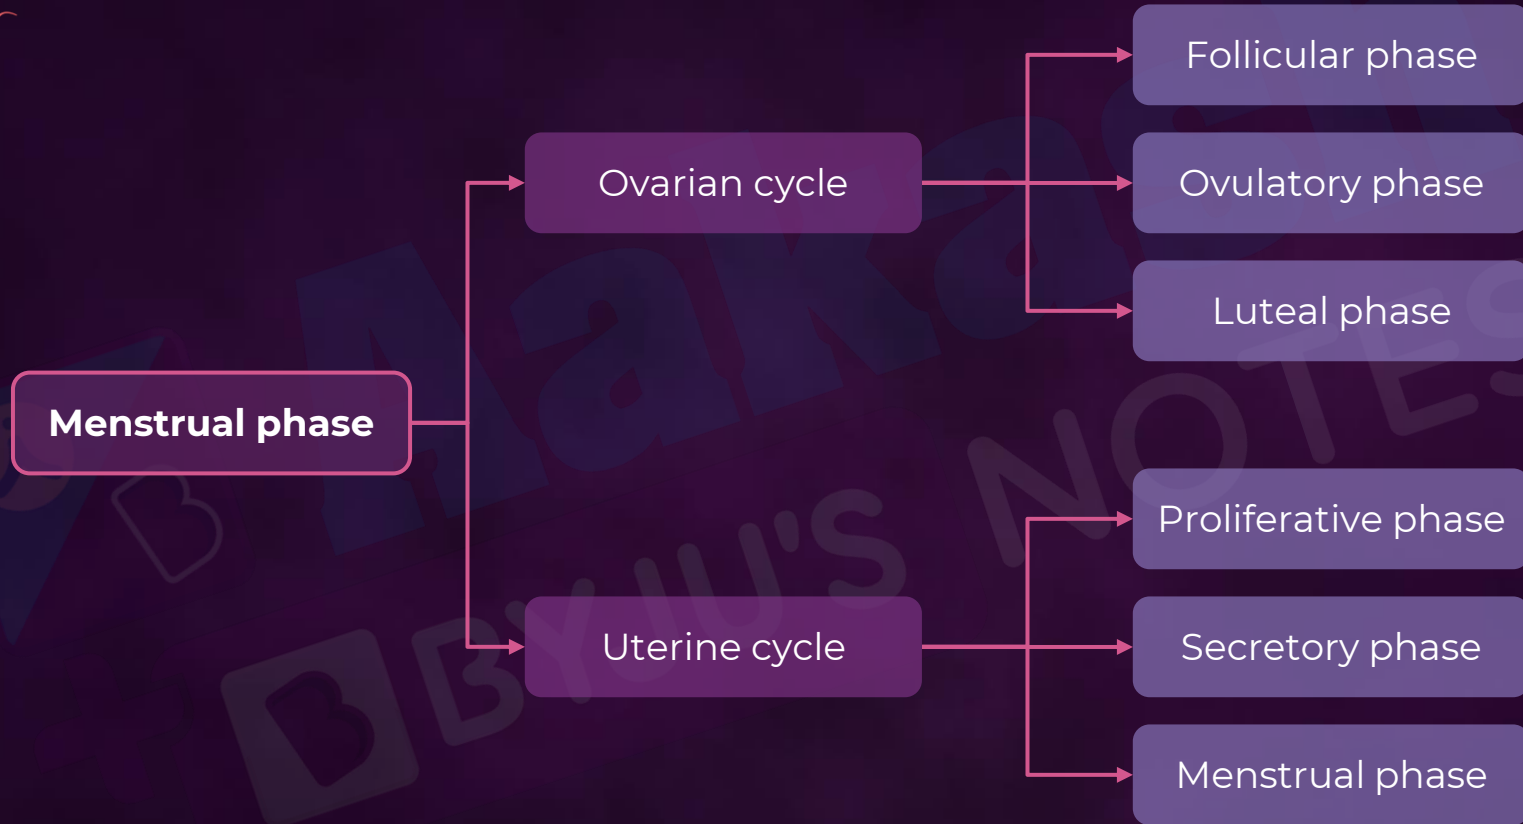 Follicular phase
Ovarian cycle
Ovulatory phase
Luteal phase
Menstrual phase
Proliferative phase
Uterine cycle
Secretory phase
Menstrual phase
Aakash
B BYJU'S NOTES